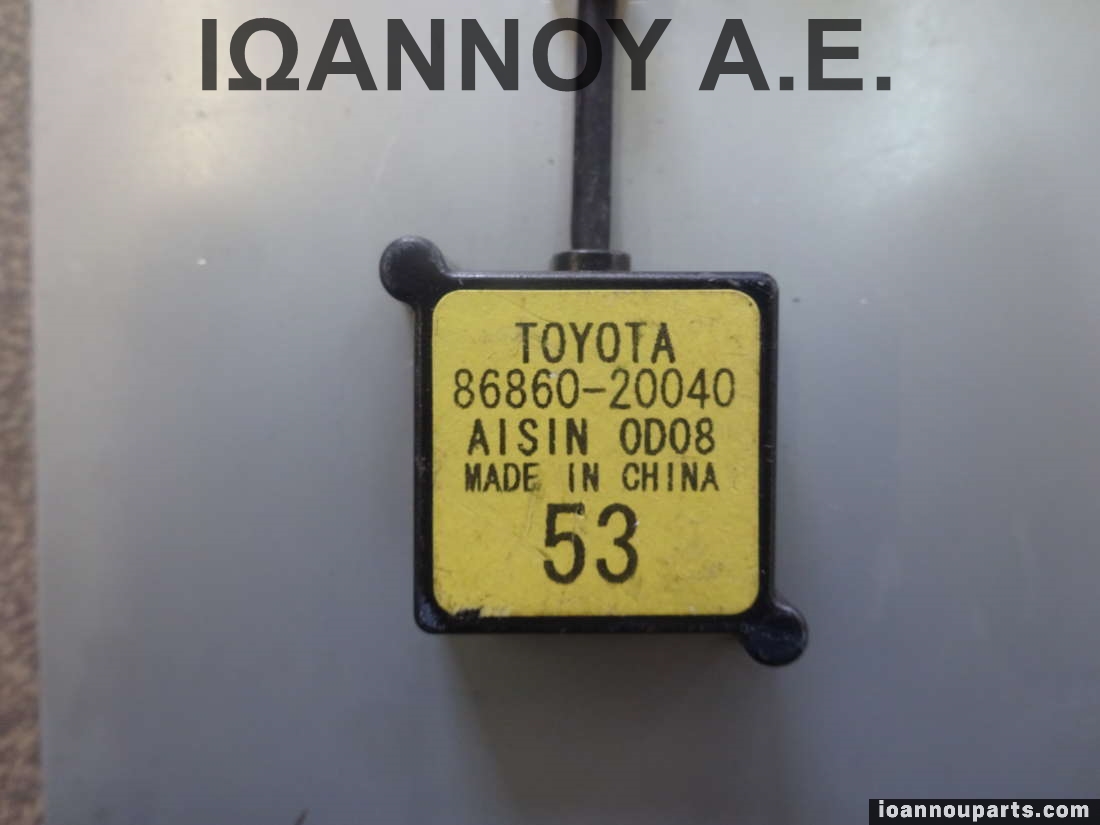 ΙΩΑΝΝΟΥ Α.Ε.
TOYOTA
86860-20040
AISIN 0D08
MADE IN CHINA
53
ioannouparts.com